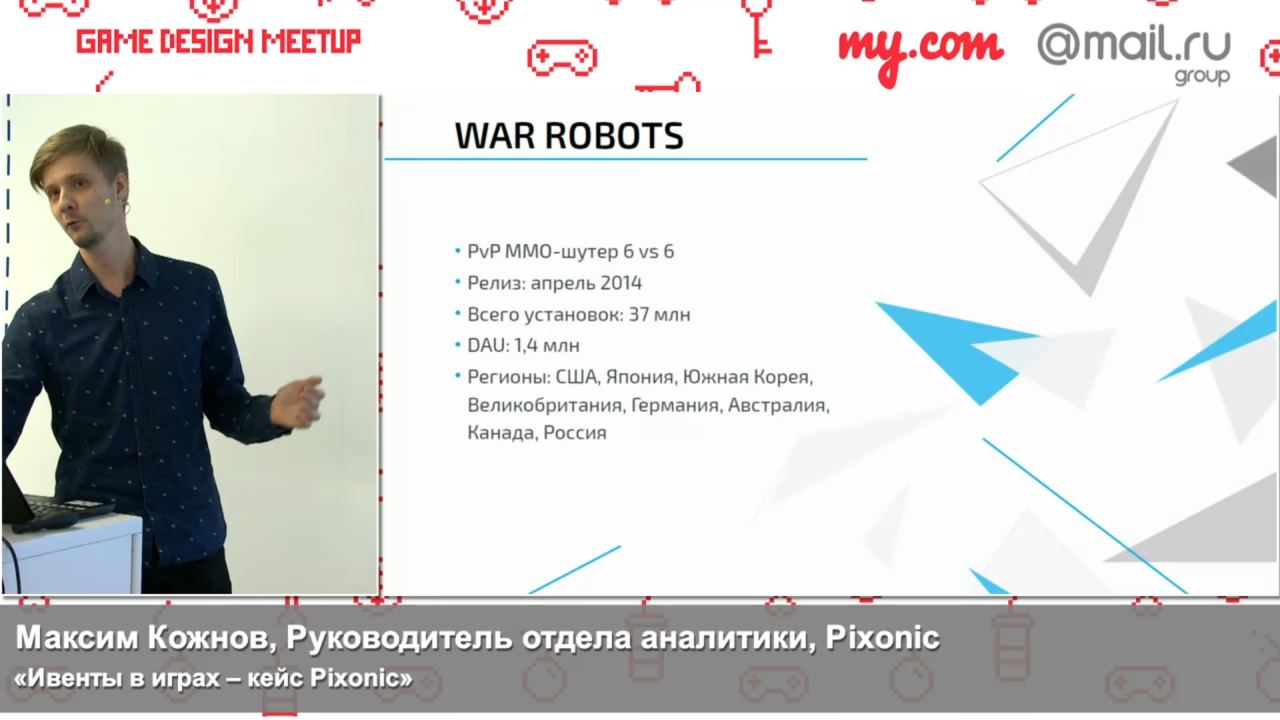 GAME DESIGN MEETUP
my.com
@mail.ru
group
WAR ROBOTS
• PvP ММО-шутер 6 vs 6
• Релиз: апрель 2014
• Всего установок: 37 млн
• DAU: 1,4 млн
• Регионы: США, Япония, Южная Корея,
Великобритания, Германия, Австралия,
Канада, Россия
Максим Кожнов, Руководитель отдела аналитики, Pixonic
«Ивенты в играх – кейс Pixonic»